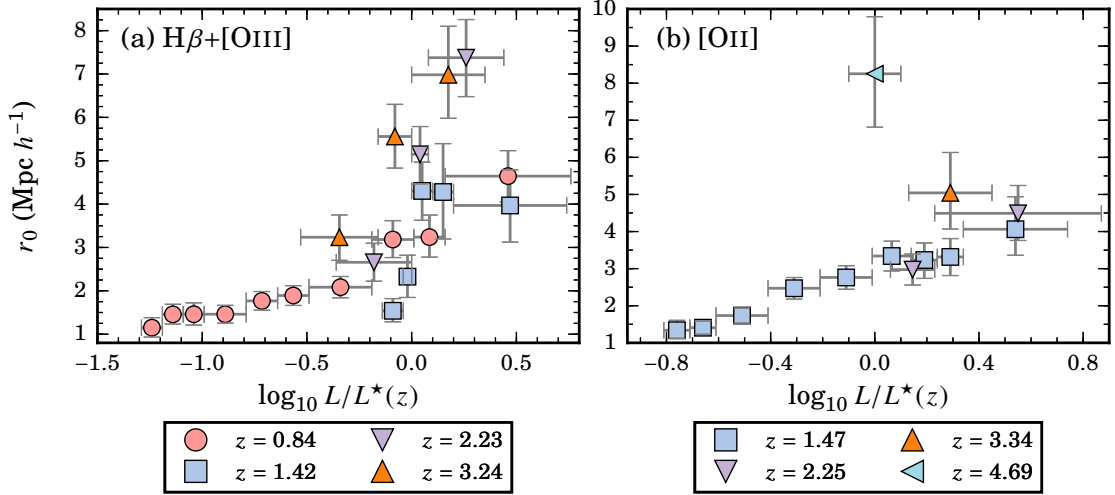 (a) Hβ+[OIII]
r₀ (Mpc h⁻¹)
8
7
6
5
4
3
2
1
−1.5
−1.0
−0.5
0.0
0.5
log₁₀ L/L★(z)
z = 0.84
z = 2.23
z = 1.42
z = 3.24
(b) [OII]
10
9
8
7
6
5
4
3
2
1
−0.8
−0.4
0.0
0.4
0.8
log₁₀ L/L★(z)
z = 1.47
z = 3.34
z = 2.25
z = 4.69